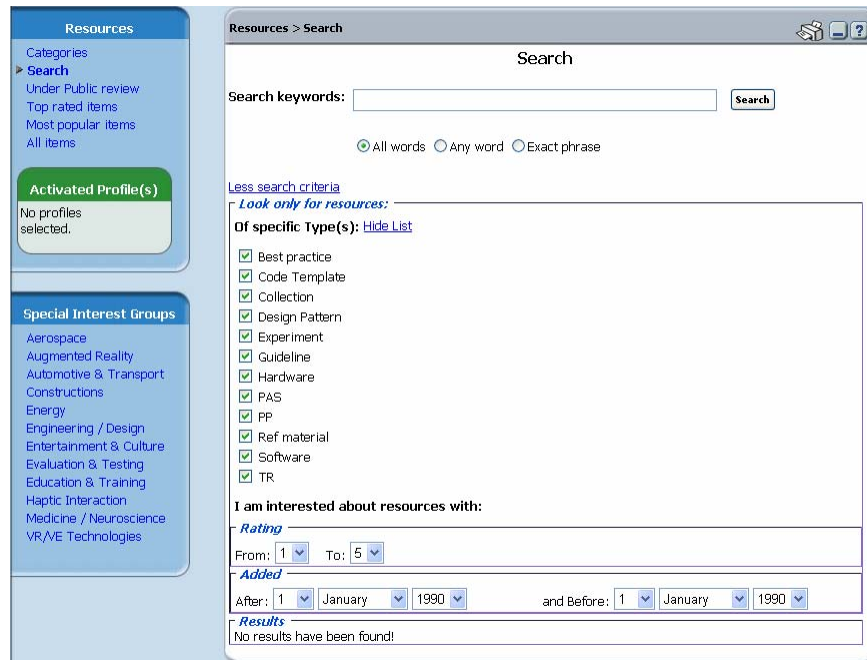 Resources
Categories
Search
Under Public review
Top rated items
Most popular items
All items
Activated Profile(s)
No profiles
selected.
Special Interest Groups
Aerospace
Augmented Reality
Automotive & Transport
Constructions
Energy
Engineering / Design
Entertainment & Culture
Evaluation & Testing
Education & Training
Haptic Interaction
Medicine / Neuroscience
VR/VE Technologies
Resources > Search
?
Search
Search keywords: Search
All words Any word Exact phrase
Less search criteria
Look only for resources:
Of specific Type(s): Hide List
Best practice
Code Template
Collection
Design Pattern
Experiment
Guideline
Hardware
PAS
PP
Ref material
Software
TR
I am interested about resources with:
Rating
From: 1 To: 5
Added
After: 1 January 1990 and Before: 1 January 1990
Results
No results have been found!